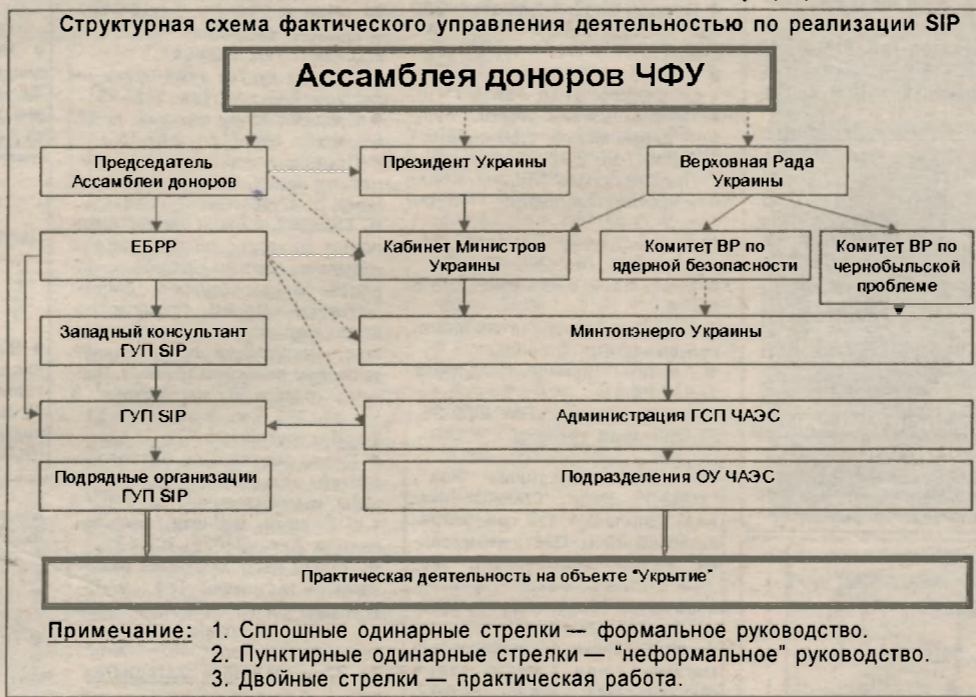 Структурная схема фактического управления деятельностью по реализации SIP
Ассамблея доноров ЧФУ
Председатель
Ассамблеи доноров
Президент Украины
Верховная Рада
Украины
ЕБРР
Кабинет Министров
Украины
Комитет ВР по
ядерной безопасности
Комитет ВР по
чернобыльской
проблеме
Западный консультант
ГУП SIP
Минтопэнерго Украины
ГУП SIP
Администрация ГСП ЧАЭС
Подрядные организации
ГУП SIP
Подразделения ОУ ЧАЭС
Практическая деятельность на объекте "Укрытие"
Примечание: 1. Сплошные одинарные стрелки — формальное руководство.
2. Пунктирные одинарные стрелки — "неформальное" руководство.
3. Двойные стрелки — практическая работа.